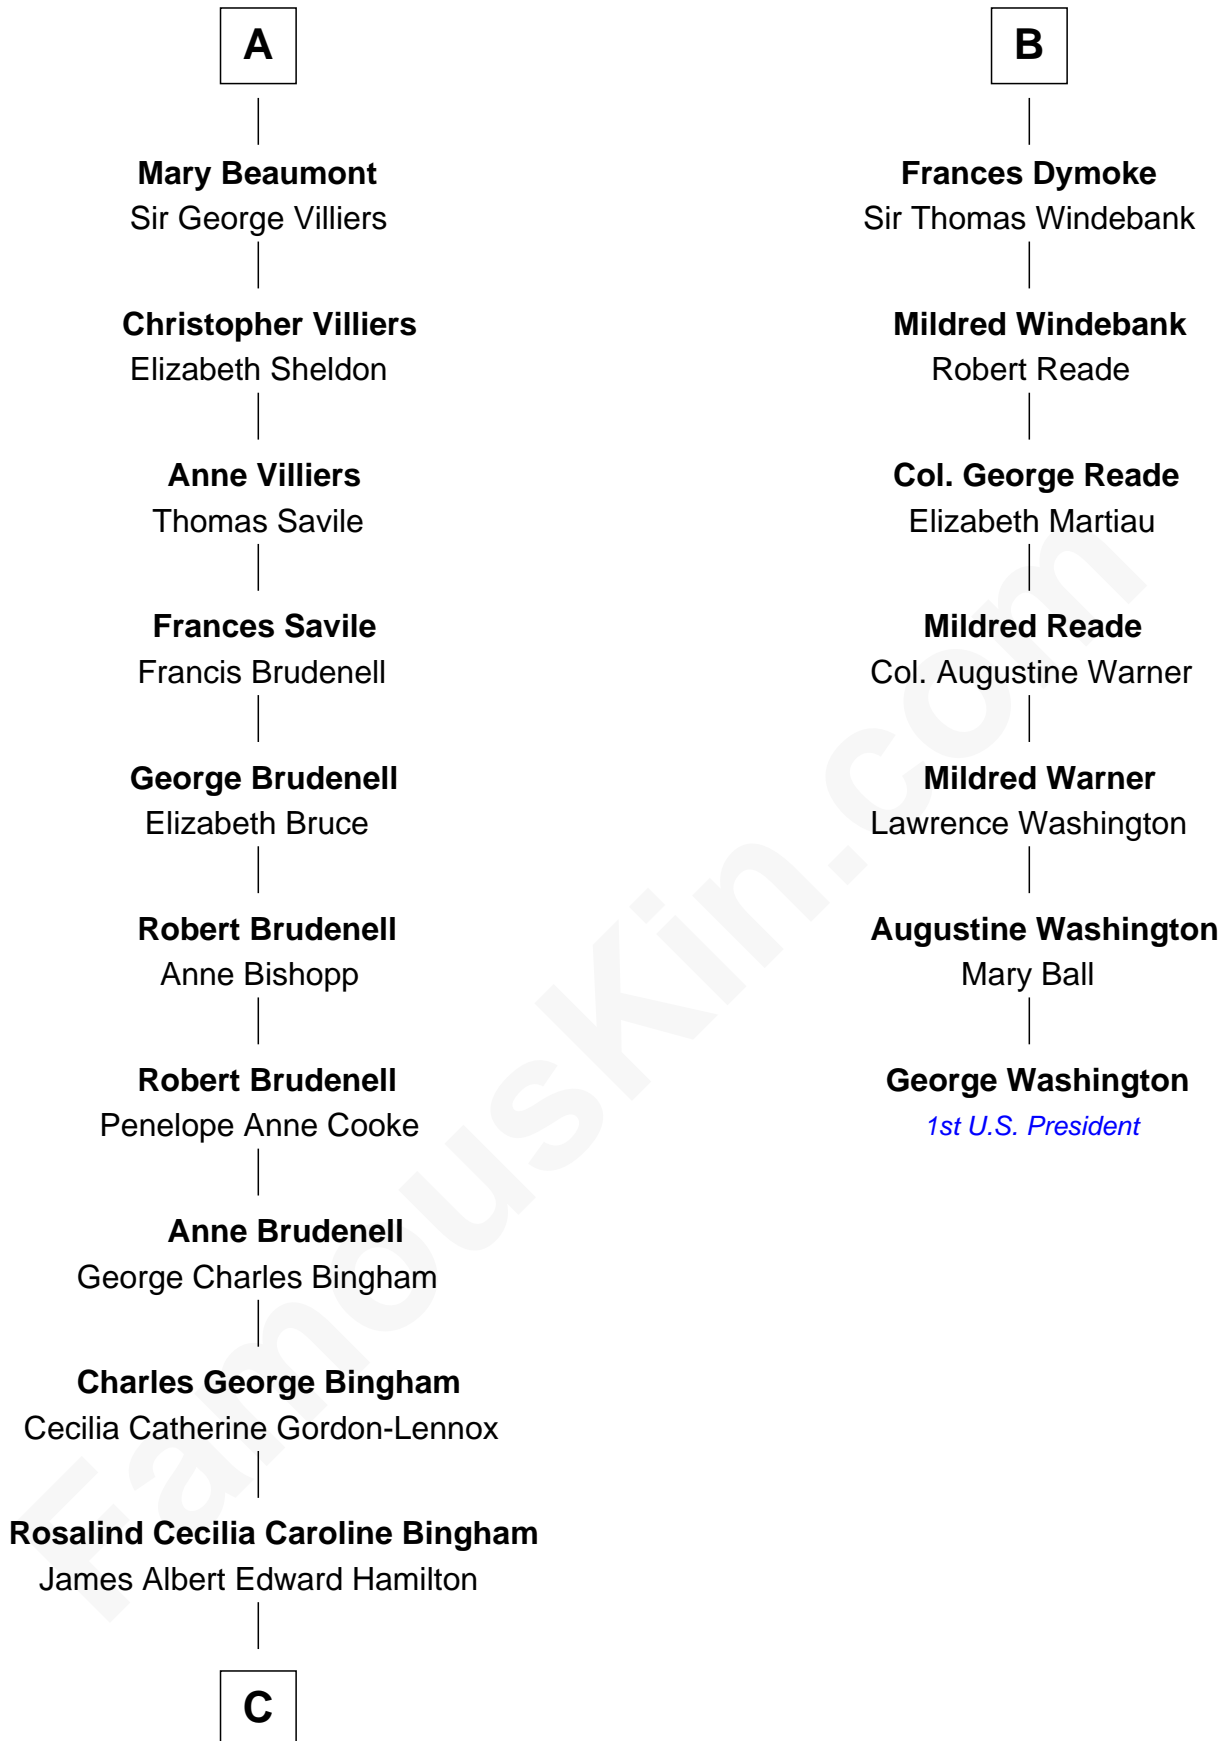 A
Mary Beaumont
Sir George Villiers
Christopher Villiers
Elizabeth Sheldon
Anne Villiers
Thomas Savile
Frances Savile
Francis Brudenell
George Brudenell
Elizabeth Bruce
Robert Brudenell
Anne Bishopp
Robert Brudenell
Penelope Anne Cooke
Anne Brudenell
George Charles Bingham
Charles George Bingham
Cecilia Catherine Gordon-Lennox
Rosalind Cecilia Caroline Bingham
James Albert Edward Hamilton
C
B
Frances Dymoke
Sir Thomas Windebank
Mildred Windebank
Robert Reade
Col. George Reade
Elizabeth Martiau
Mildred Reade
Col. Augustine Warner
Mildred Warner
Lawrence Washington
Augustine Washington
Mary Ball
George Washington
1st U.S. President
FamousKin.com